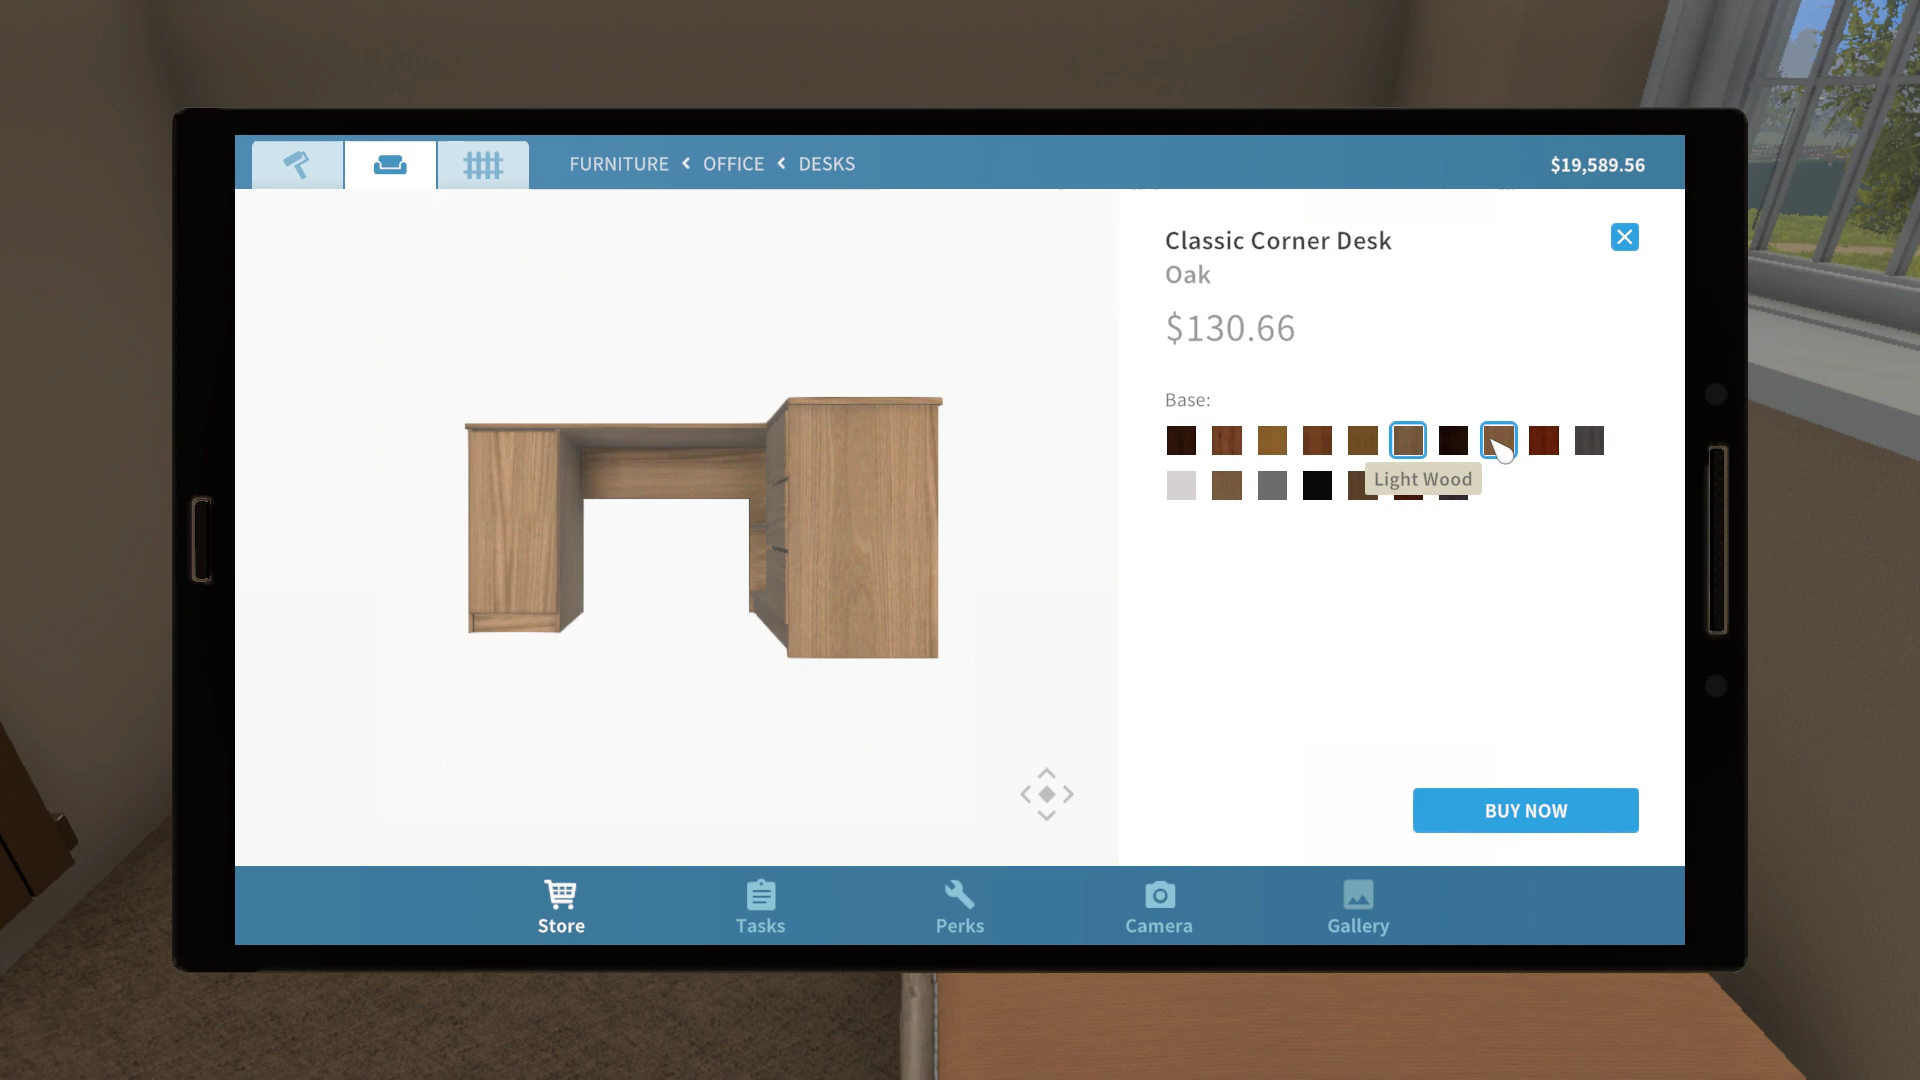 FURNITURE < OFFICE < DESKS
$19,589.56
Classic Corner Desk
Oak
$130.66
Base:
Light Wood
BUY NOW
Store
Tasks
Perks
Camera
Gallery